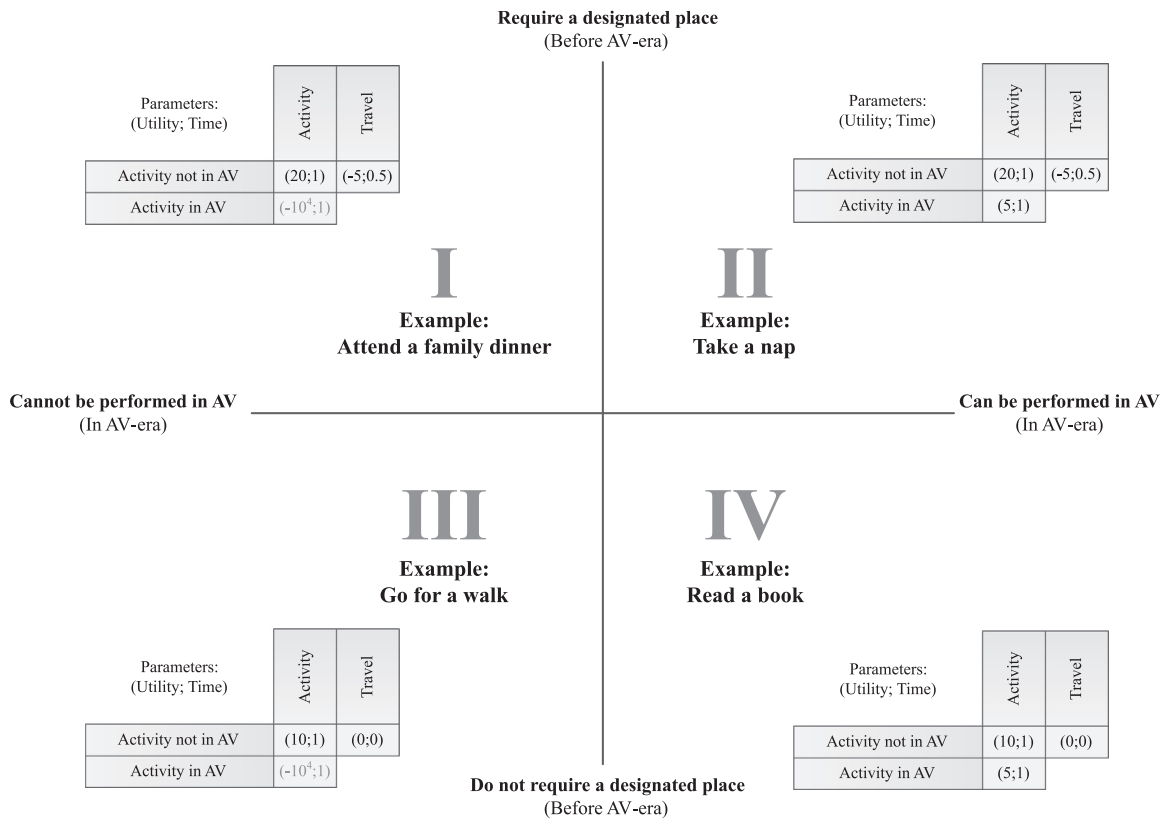 Require a designated place
(Before AV-era)
Parameters:
(Utility; Time)
Activity
Travel
Activity not in AV (20;1) (-5;0.5)
Activity in AV (-10⁴;1)
Parameters:
(Utility; Time)
Activity
Travel
Activity not in AV (20;1) (-5;0.5)
Activity in AV (5;1)
I
Example:
Attend a family dinner
II
Example:
Take a nap
Cannot be performed in AV
(In AV-era)
Can be performed in AV
(In AV-era)
III
Example:
Go for a walk
IV
Example:
Read a book
Parameters:
(Utility; Time)
Activity
Travel
Activity not in AV (10;1) (0;0)
Activity in AV (-10⁴;1)
Parameters:
(Utility; Time)
Activity
Travel
Activity not in AV (10;1) (0;0)
Activity in AV (5;1)
Do not require a designated place
(Before AV-era)